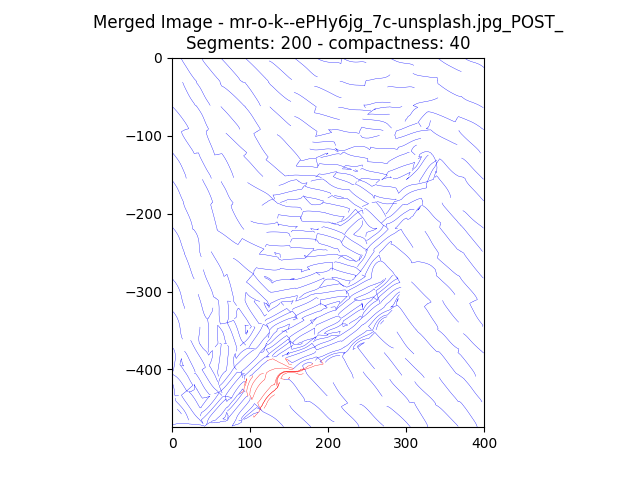 Merged Image - mr-o-k--ePHy6jg_7c-unsplash.jpg_POST_
Segments: 200 - compactness: 40
0
−100
−200
−300
−400
0 100 200 300 400